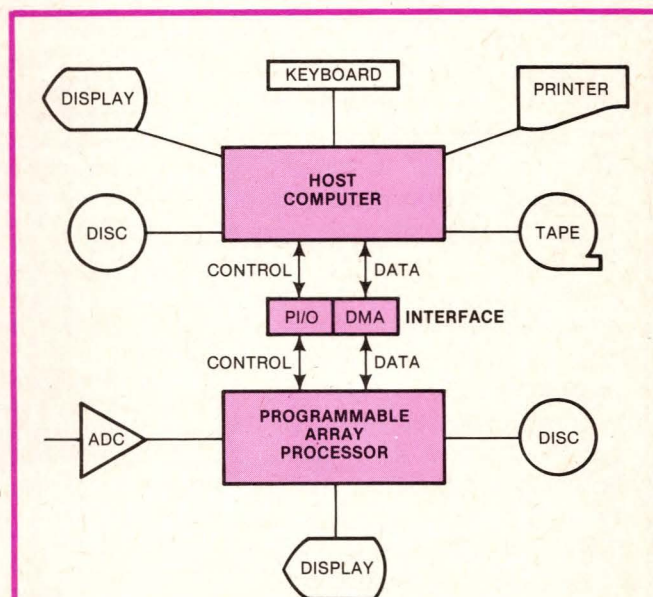 KEYBOARD
DISPLAY
PRINTER
HOST
COMPUTER
DISC
TAPE
CONTROL
DATA
PI/O
DMA
INTERFACE
CONTROL
DATA
ADC
PROGRAMMABLE
ARRAY
PROCESSOR
DISC
DISPLAY